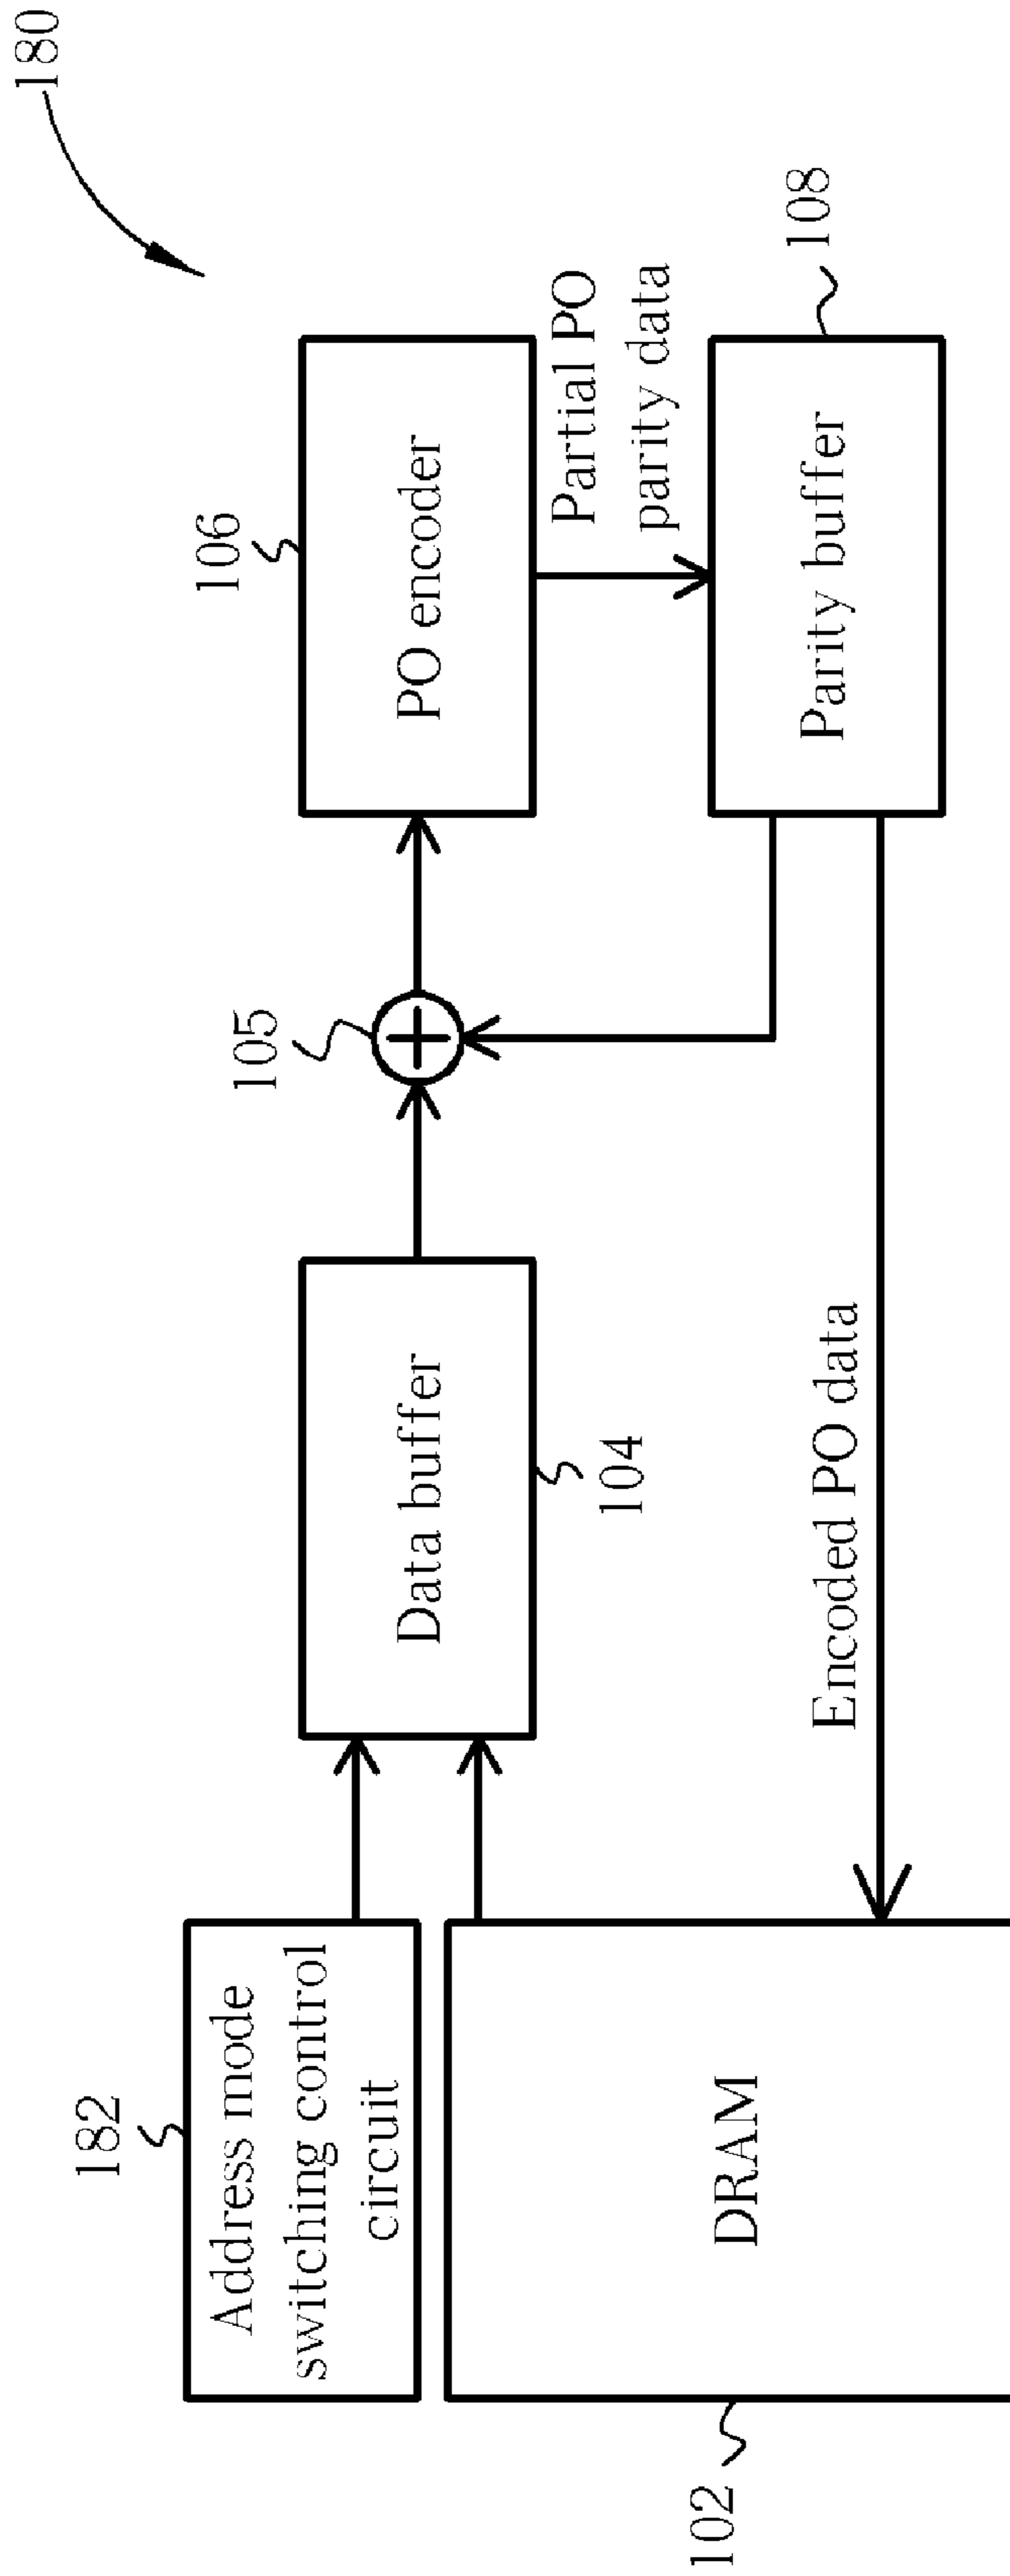 180
182
Address mode
switching control
circuit
102
DRAM
Data buffer
104
105
106
PO encoder
Partial PO
parity data
108
Parity buffer
Encoded PO data